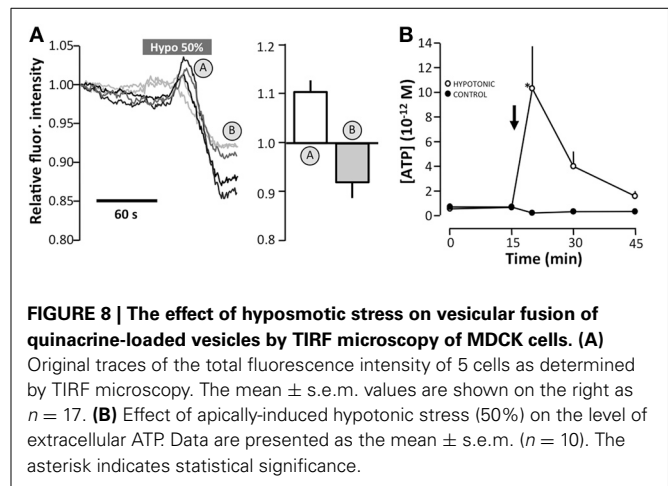 A
Relative fluor. intensity
1.05
1.00
0.95
0.90
0.85
0.80
Hypo 50%
A
B
60 s
1.2
1.1
1.0
0.9
0.8
B
A
B
[ATP] (10⁻¹² M)
14
12
10
8
6
4
2
0
HYPOTONIC
CONTROL
*
0
15
30
45
Time (min)
FIGURE 8 | The effect of hyposmotic stress on vesicular fusion of
quinacrine-loaded vesicles by TIRF microscopy of MDCK cells. (A)
Original traces of the total fluorescence intensity of 5 cells as determined
by TIRF microscopy. The mean ± s.e.m. values are shown on the right as
n = 17. (B) Effect of apically-induced hypotonic stress (50%) on the level of
extracellular ATP. Data are presented as the mean ± s.e.m. (n = 10). The
asterisk indicates statistical significance.